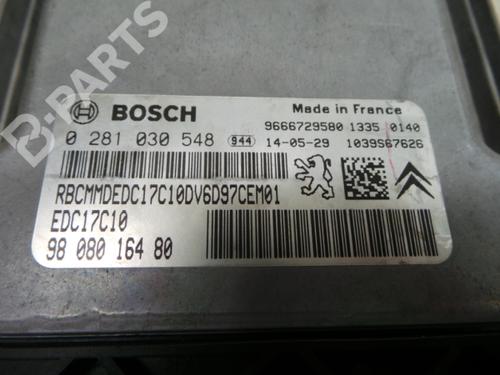 B-PARTS
BOSCH
Made in France
9666729580 1335 0140
0 281 030 548 944 14-05-29 1039967626
RBCMMDEDC17C10DV6D97CEM01
EDC17C10
98 080 164 80